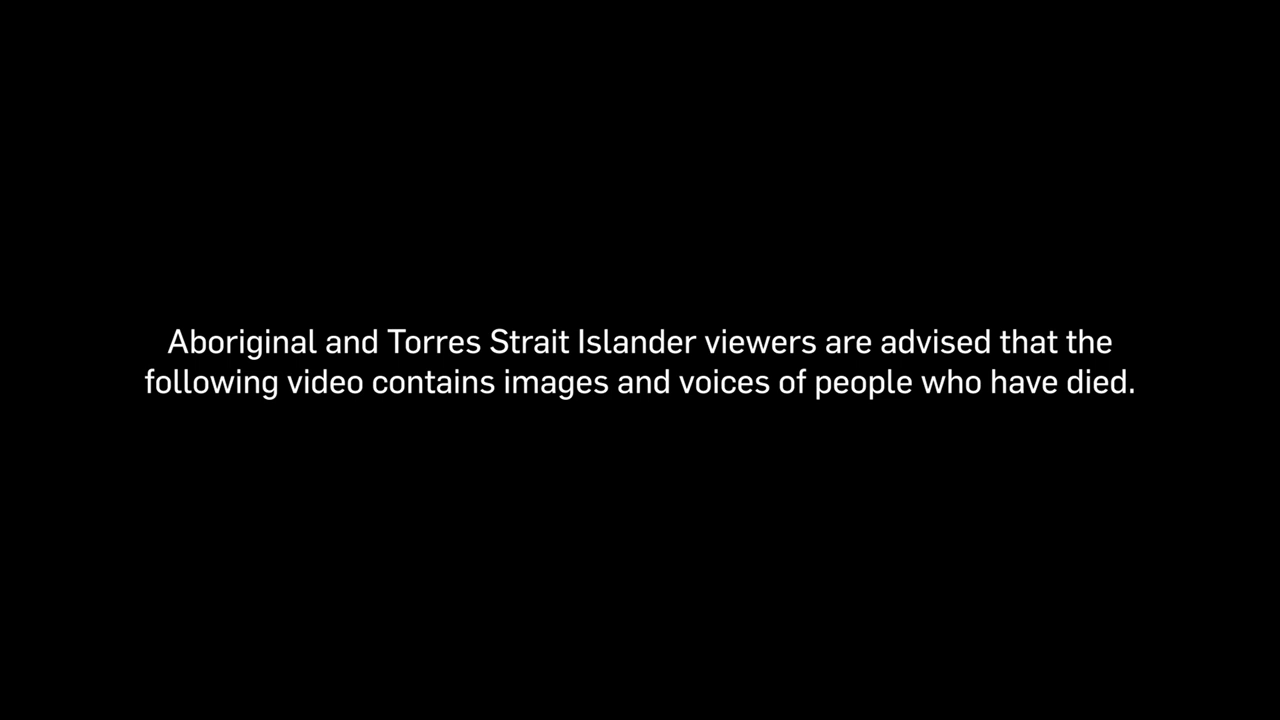 Aboriginal and Torres Strait Islander viewers are advised that the
following video contains images and voices of people who have died.